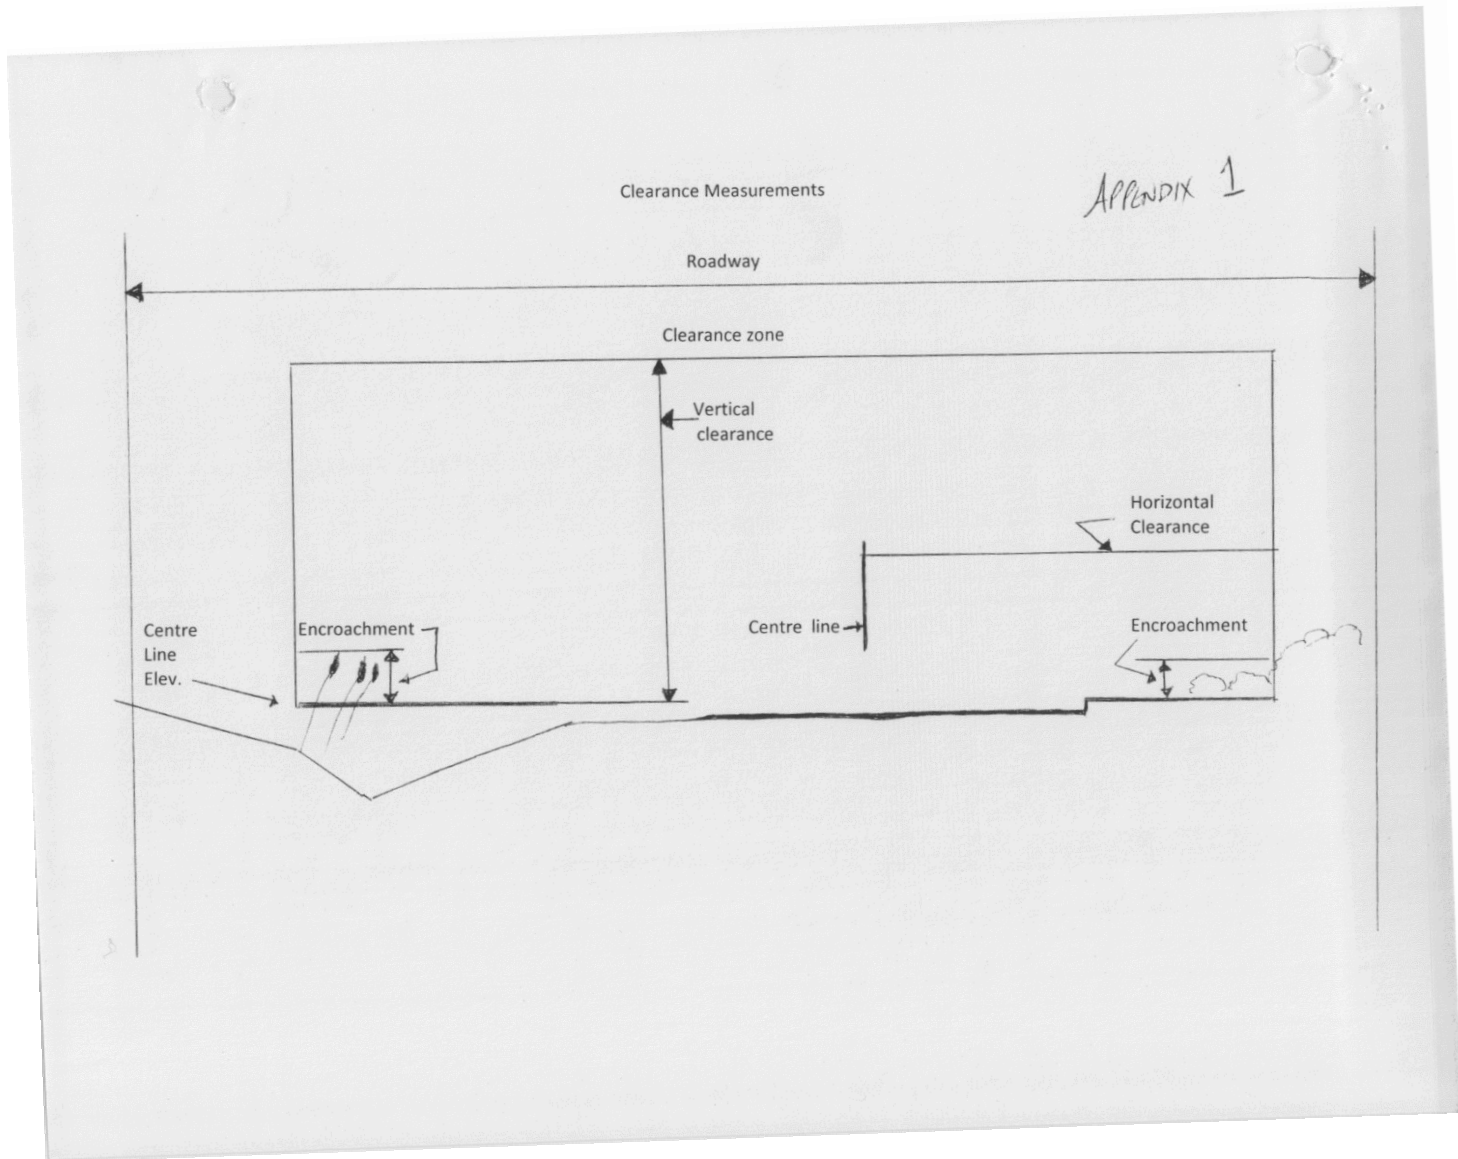 Clearance Measurements
APPENDIX 1
Roadway
Clearance zone
Vertical
clearance
Horizontal
Clearance
Centre
Line
Elev.
Encroachment
Centre line
Encroachment